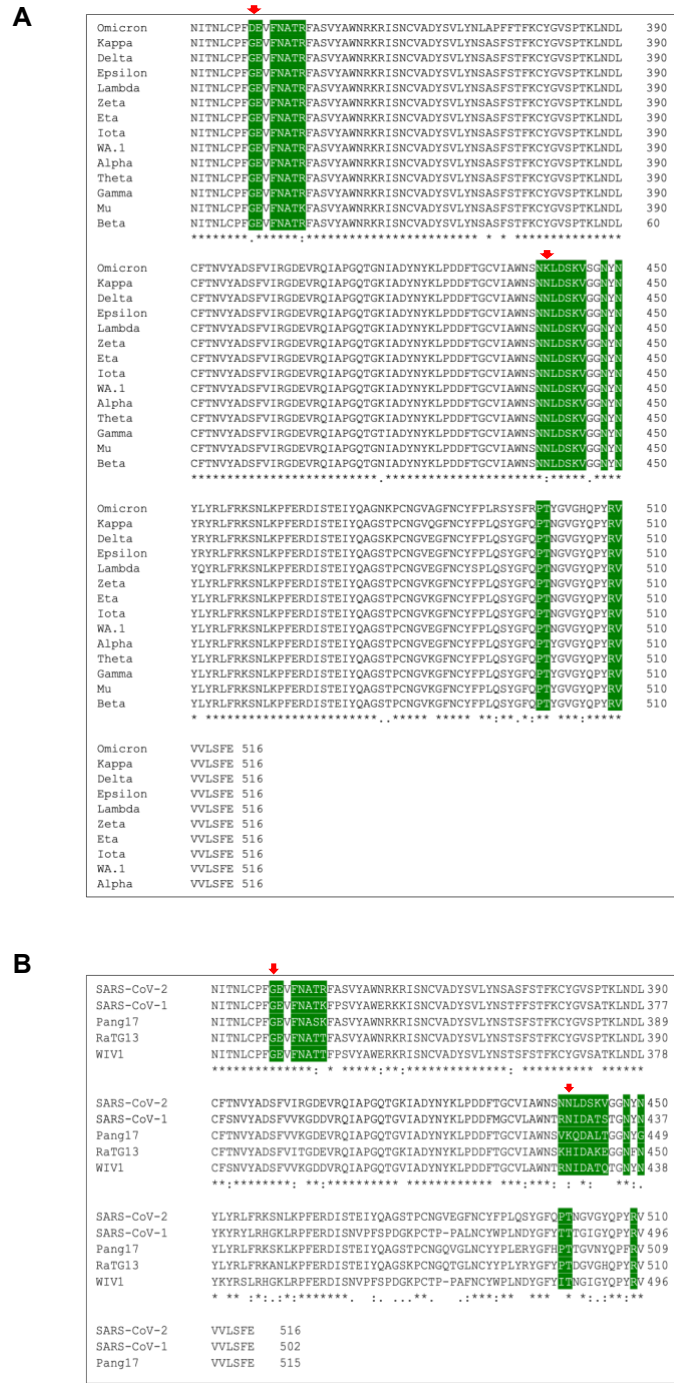 A
Omicron NITNLCPFDEVFNATRFASVYAWNRKRISNCVADYSVLYNLAPFFTFKCYGVSPTKLNDL 390
Kappa NITNLCPFGEVFNATRFASVYAWNRKRISNCVADYSVLYNSASFSTFKCYGVSPTKLNDL 390
Delta NITNLCPFGEVFNATRFASVYAWNRKRISNCVADYSVLYNSASFSTFKCYGVSPTKLNDL 390
Epsilon NITNLCPFGEVFNATRFASVYAWNRKRISNCVADYSVLYNSASFSTFKCYGVSPTKLNDL 390
Lambda NITNLCPFGEVFNATRFASVYAWNRKRISNCVADYSVLYNSASFSTFKCYGVSPTKLNDL 390
Zeta NITNLCPFGEVFNATRFASVYAWNRKRISNCVADYSVLYNSASFSTFKCYGVSPTKLNDL 390
Eta NITNLCPFGEVFNATRFASVYAWNRKRISNCVADYSVLYNSASFSTFKCYGVSPTKLNDL 390
Iota NITNLCPFGEVFNATRFASVYAWNRKRISNCVADYSVLYNSASFSTFKCYGVSPTKLNDL 390
WA.1 NITNLCPFGEVFNATRFASVYAWNRKRISNCVADYSVLYNSASFSTFKCYGVSPTKLNDL 390
Alpha NITNLCPFGEVFNATRFASVYAWNRKRISNCVADYSVLYNSASFSTFKCYGVSPTKLNDL 390
Theta NITNLCPFGEVFNATRFASVYAWNRKRISNCVADYSVLYNSASFSTFKCYGVSPTKLNDL 390
Gamma NITNLCPFGEVFNATRFASVYAWNRKRISNCVADYSVLYNSASFSTFKCYGVSPTKLNDL 390
Mu NITNLCPFGEVFNATKFASVYAWNRKRISNCVADYSVLYNSASFSTFKCYGVSPTKLNDL 390
Beta NITNLCPFGEVFNATRFASVYAWNRKRISNCVADYSVLYNSASFSTFKCYGVSPTKLNDL 60
********.******:************************ * * ***************
Omicron CFTNVYADSFVIRGDEVRQIAPGQTGNIADYNYKLPDDFTGCVIAWNSNKLDSKVSGNYN 450
Kappa CFTNVYADSFVIRGDEVRQIAPGQTGKIADYNYKLPDDFTGCVIAWNSNNLDSKVGGNYN 450
Delta CFTNVYADSFVIRGDEVRQIAPGQTGKIADYNYKLPDDFTGCVIAWNSNNLDSKVGGNYN 450
Epsilon CFTNVYADSFVIRGDEVRQIAPGQTGKIADYNYKLPDDFTGCVIAWNSNNLDSKVGGNYN 450
Lambda CFTNVYADSFVIRGDEVRQIAPGQTGKIADYNYKLPDDFTGCVIAWNSNNLDSKVGGNYN 450
Zeta CFTNVYADSFVIRGDEVRQIAPGQTGKIADYNYKLPDDFTGCVIAWNSNNLDSKVGGNYN 450
Eta CFTNVYADSFVIRGDEVRQIAPGQTGKIADYNYKLPDDFTGCVIAWNSNNLDSKVGGNYN 450
Iota CFTNVYADSFVIRGDEVRQIAPGQTGKIADYNYKLPDDFTGCVIAWNSNNLDSKVGGNYN 450
WA.1 CFTNVYADSFVIRGDEVRQIAPGQTGKIADYNYKLPDDFTGCVIAWNSNNLDSKVGGNYN 450
Alpha CFTNVYADSFVIRGDEVRQIAPGQTGKIADYNYKLPDDFTGCVIAWNSNNLDSKVGGNYN 450
Theta CFTNVYADSFVIRGDEVRQIAPGQTGKIADYNYKLPDDFTGCVIAWNSNNLDSKVGGNYN 450
Gamma CFTNVYADSFVIRGDEVRQIAPGQTGTIADYNYKLPDDFTGCVIAWNSNNLDSKVGGNYN 450
Mu CFTNVYADSFVIRGDEVRQIAPGQTGKIADYNYKLPDDFTGCVIAWNSNNLDSKVGGNYN 450
Beta CFTNVYADSFVIRGDEVRQIAPGQTGNIADYNYKLPDDFTGCVIAWNSNNLDSKVGGNYN 450
**************************.**********************:*****.****
Omicron YLYRLFRKSNLKPFERDISTEIYQAGNKPCNGVAGFNCYFPLRSYSFRPTYGVGHQPYRV 510
Kappa YRYRLFRKSNLKPFERDISTEIYQAGSTPCNGVQGFNCYFPLQSYGFQPTNGVGYQPYRV 510
Delta YRYRLFRKSNLKPFERDISTEIYQAGSKPCNGVEGFNCYFPLQSYGFQPTNGVGYQPYRV 510
Epsilon YRYRLFRKSNLKPFERDISTEIYQAGSTPCNGVEGFNCYFPLQSYGFQPTNGVGYQPYRV 510
Lambda YQYRLFRKSNLKPFERDISTEIYQAGSTPCNGVEGFNCYSPLQSYGFQPTNGVGYQPYRV 510
Zeta YLYRLFRKSNLKPFERDISTEIYQAGSTPCNGVKGFNCYFPLQSYGFQPTNGVGYQPYRV 510
Eta YLYRLFRKSNLKPFERDISTEIYQAGSTPCNGVKGFNCYFPLQSYGFQPTNGVGYQPYRV 510
Iota YLYRLFRKSNLKPFERDISTEIYQAGSTPCNGVKGFNCYFPLQSYGFQPTNGVGYQPYRV 510
WA.1 YLYRLFRKSNLKPFERDISTEIYQAGSTPCNGVEGFNCYFPLQSYGFQPTNGVGYQPYRV 510
Alpha YLYRLFRKSNLKPFERDISTEIYQAGSTPCNGVEGFNCYFPLQSYGFQPTYGVGYQPYRV 510
Theta YLYRLFRKSNLKPFERDISTEIYQAGSTPCNGVKGFNCYFPLQSYGFQPTYGVGYQPYRV 510
Gamma YLYRLFRKSNLKPFERDISTEIYQAGSTPCNGVKGFNCYFPLQSYGFQPTYGVGYQPYRV 510
Mu YLYRLFRKSNLKPFERDISTEIYQAGSTPCNGVKGFNCYFPLQSYGFQPTYGVGYQPYRV 510
Beta YLYRLFRKSNLKPFERDISTEIYQAGSTPCNGVKGFNCYFPLQSYGFQPTYGVGYQPYRV 510
* ************************..***** ***** **:**.*:** ***:*****
Omicron VVLSFE 516
Kappa VVLSFE 516
Delta VVLSFE 516
Epsilon VVLSFE 516
Lambda VVLSFE 516
Zeta VVLSFE 516
Eta VVLSFE 516
Iota VVLSFE 516
WA.1 VVLSFE 516
Alpha VVLSFE 516
B
SARS-CoV-2 NITNLCPFGEVFNATRFASVYAWNRKRISNCVADYSVLYNSASFSTFKCYGVSPTKLNDL 390
SARS-CoV-1 NITNLCPFGEVFNATKFPSVYAWERKKISNCVADYSVLYNSTFFSTFKCYGVSATKLNDL 377
Pang17 NITNLCPFGEVFNASKFASVYAWNRKRISNCVADYSVLYNSTSFSTFKCYGVSPTKLNDL 389
RaTG13 NITNLCPFGEVFNATTFASVYAWNRKRISNCVADYSVLYNSTSFSTFKCYGVSPTKLNDL 390
WIV1 NITNLCPFGEVFNATTFPSVYAWERKKISNCVADYSVLYNSTSFSTFKCYGVSATKLNDL 378
**************: * *****:**:**************: ********** ******
SARS-CoV-2 CFTNVYADSFVIRGDEVRQIAPGQTGKIADYNYKLPDDFTGCVIAWNSNNLDSKVGGNYN 450
SARS-CoV-1 CFSNVYADSFVVKGDDVRQIAPGQTGVIADYNYKLPDDFMGCVLAWNTRNIDATSTGNYN 437
Pang17 CFTNVYADSFVVRGDEVRQIAPGQTGVIADYNYKLPDDFTGCVIAWNSVKQDALTGGNYG 449
RaTG13 CFTNVYADSFVITGDEVRQIAPGQTGKIADYNYKLPDDFTGCVIAWNSKHIDAKEGGNFN 450
WIV1 CFSNVYADSFVVKGDDVRQIAPGQTGVIADYNYKLPDDFTGCVLAWNTRNIDATQTGNYN 438
**:********: **:********** ************ ***:***: : *: **:.
SARS-CoV-2 YLYRLFRKSNLKPFERDISTEIYQAGSTPCNGVEGFNCYFPLQSYGFQPTNGVGYQPYRV 510
SARS-CoV-1 YKYRYLRHGKLRPFERDISNVPFSPDGKPCTP-PALNCYWPLNDYGFYTTTGIGYQPYRV 496
Pang17 YLYRLFRKSKLKPFERDISTEIYQAGSTPCNGQVGLNCYYPLERYGFHPTTGVNYQPFRV 509
RaTG13 YLYRLFRKANLKPFERDISTEIYQAGSKPCNGQTGLNCYYPLYRYGFYPTDGVGHQPYRV 510
WIV1 YKYRSLRHGKLRPFERDISNVPFSPDGKPCTP-PAFNCYWPLNDYGFYITNGIGYQPYRV 496
* ** :*:.:*:*******. :. ...**. .:***:** *** * *:.:**:**
SARS-CoV-2 VVLSFE 516
SARS-CoV-1 VVLSFE 502
Pang17 VVLSFE 515